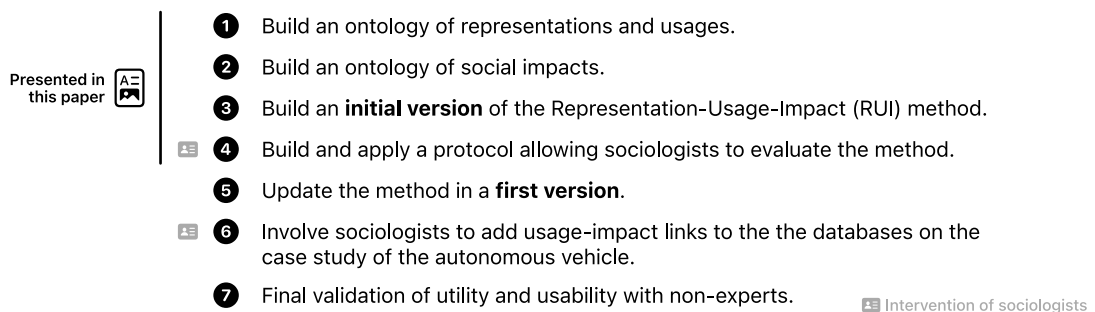 Presented in
this paper
1 Build an ontology of representations and usages.
2 Build an ontology of social impacts.
3 Build an initial version of the Representation-Usage-Impact (RUI) method.
4 Build and apply a protocol allowing sociologists to evaluate the method.
5 Update the method in a first version.
6 Involve sociologists to add usage-impact links to the the databases on the
case study of the autonomous vehicle.
7 Final validation of utility and usability with non-experts.
Intervention of sociologists